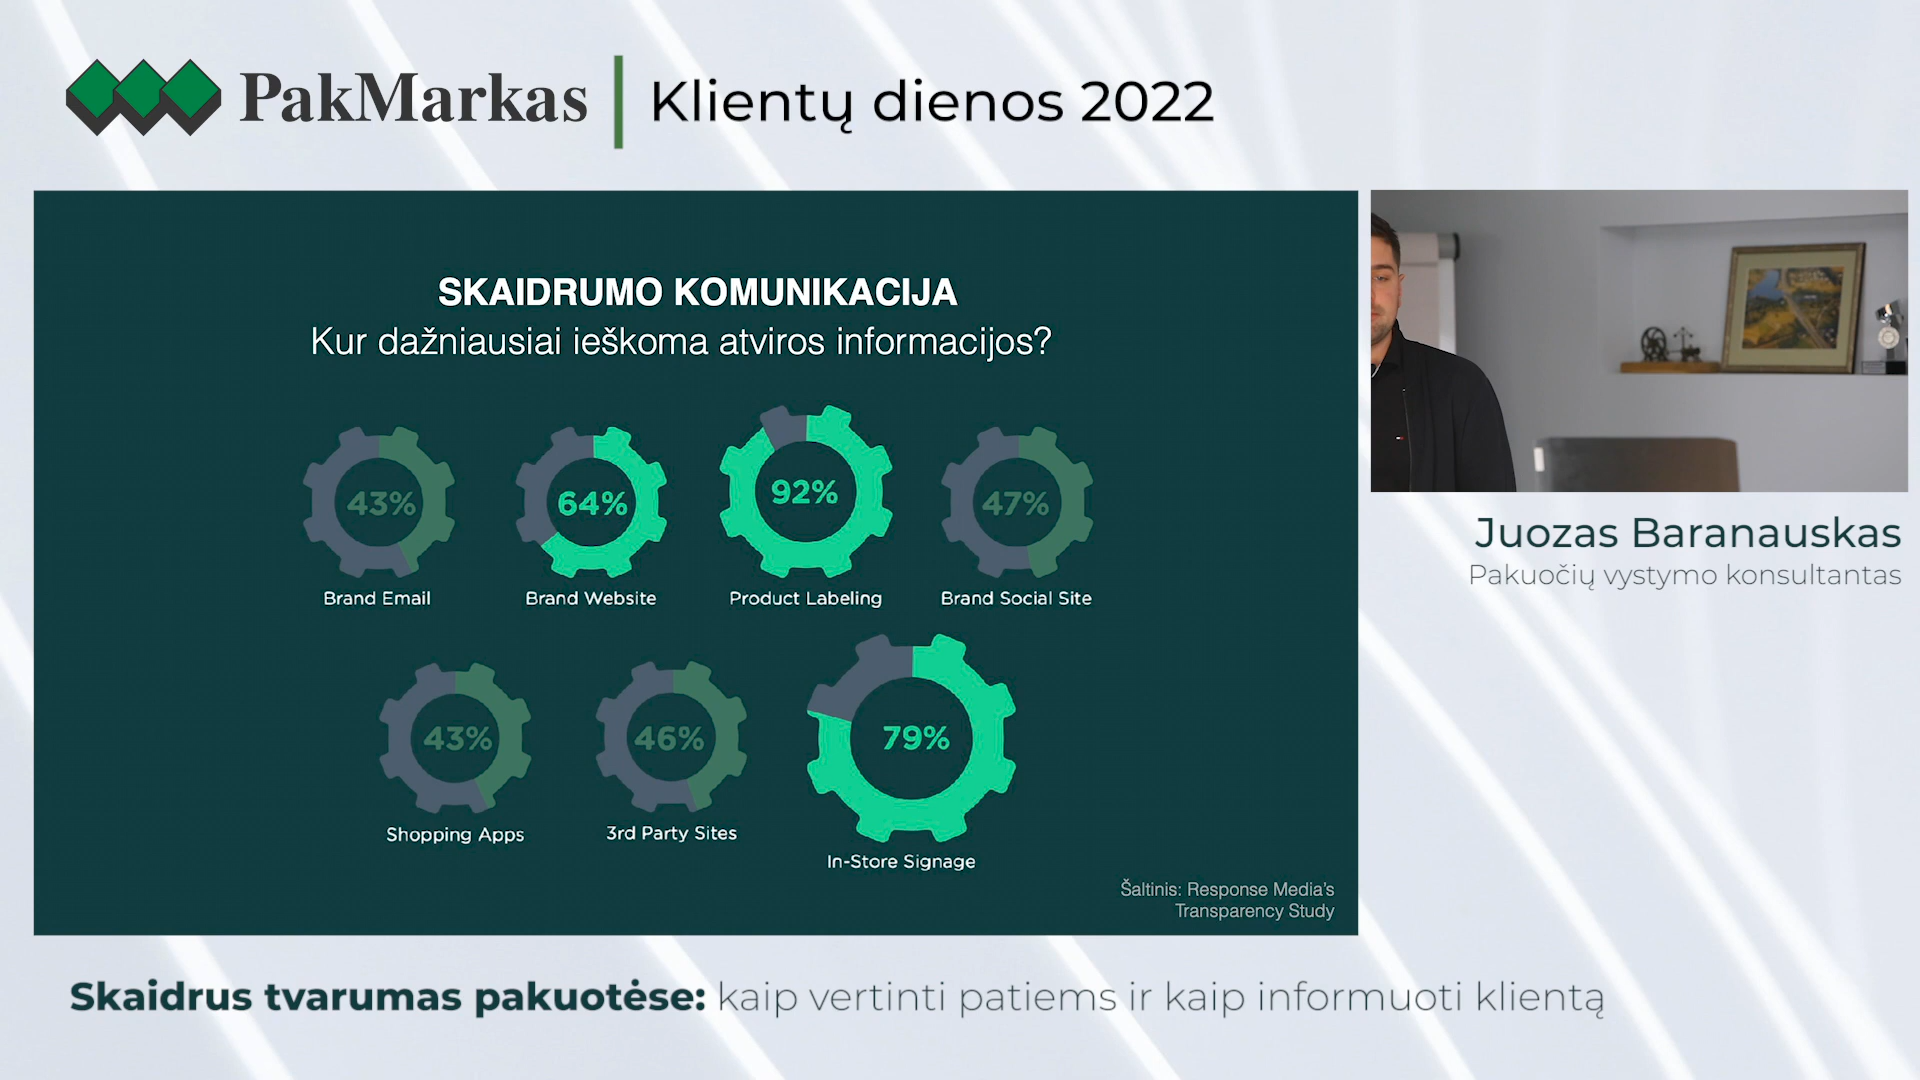 PakMarkas
Klientų dienos 2022
SKAIDRUMO KOMUNIKACIJA
Kur dažniausiai ieškoma atviros informacijos?
43%
64%
92%
47%
Brand Email
Brand Website
Product Labeling
Brand Social Site
43%
46%
79%
Shopping Apps
3rd Party Sites
In-Store Signage
Šaltinis: Response Media’s
Transparency Study
Juozas Baranauskas
Pakuočių vystymo konsultantas
Skaidrus tvarumas pakuotėse: kaip vertinti patiems ir kaip informuoti klientą